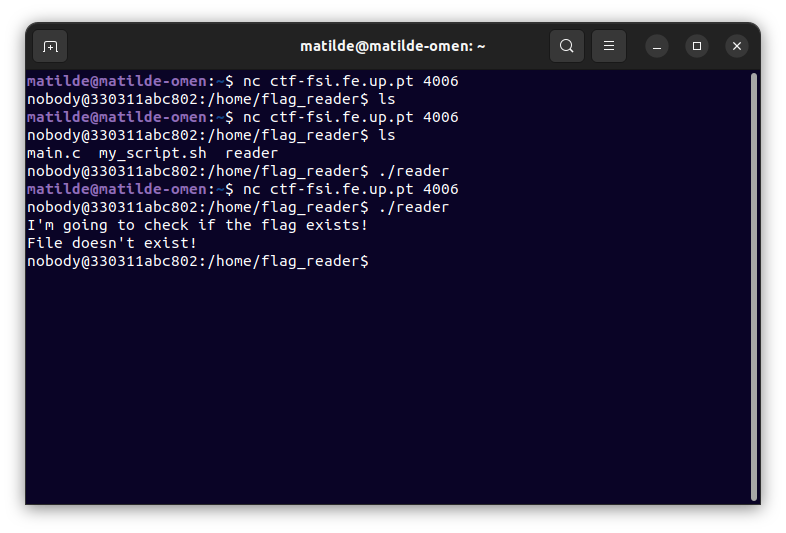 matilde@matilde-omen: ~
matilde@matilde-omen:~$ nc ctf-fsi.fe.up.pt 4006
nobody@330311abc802:/home/flag_reader$ ls
matilde@matilde-omen:~$ nc ctf-fsi.fe.up.pt 4006
nobody@330311abc802:/home/flag_reader$ ls
main.c  my_script.sh  reader
nobody@330311abc802:/home/flag_reader$ ./reader
matilde@matilde-omen:~$ nc ctf-fsi.fe.up.pt 4006
nobody@330311abc802:/home/flag_reader$ ./reader
I'm going to check if the flag exists!
File doesn't exist!
nobody@330311abc802:/home/flag_reader$